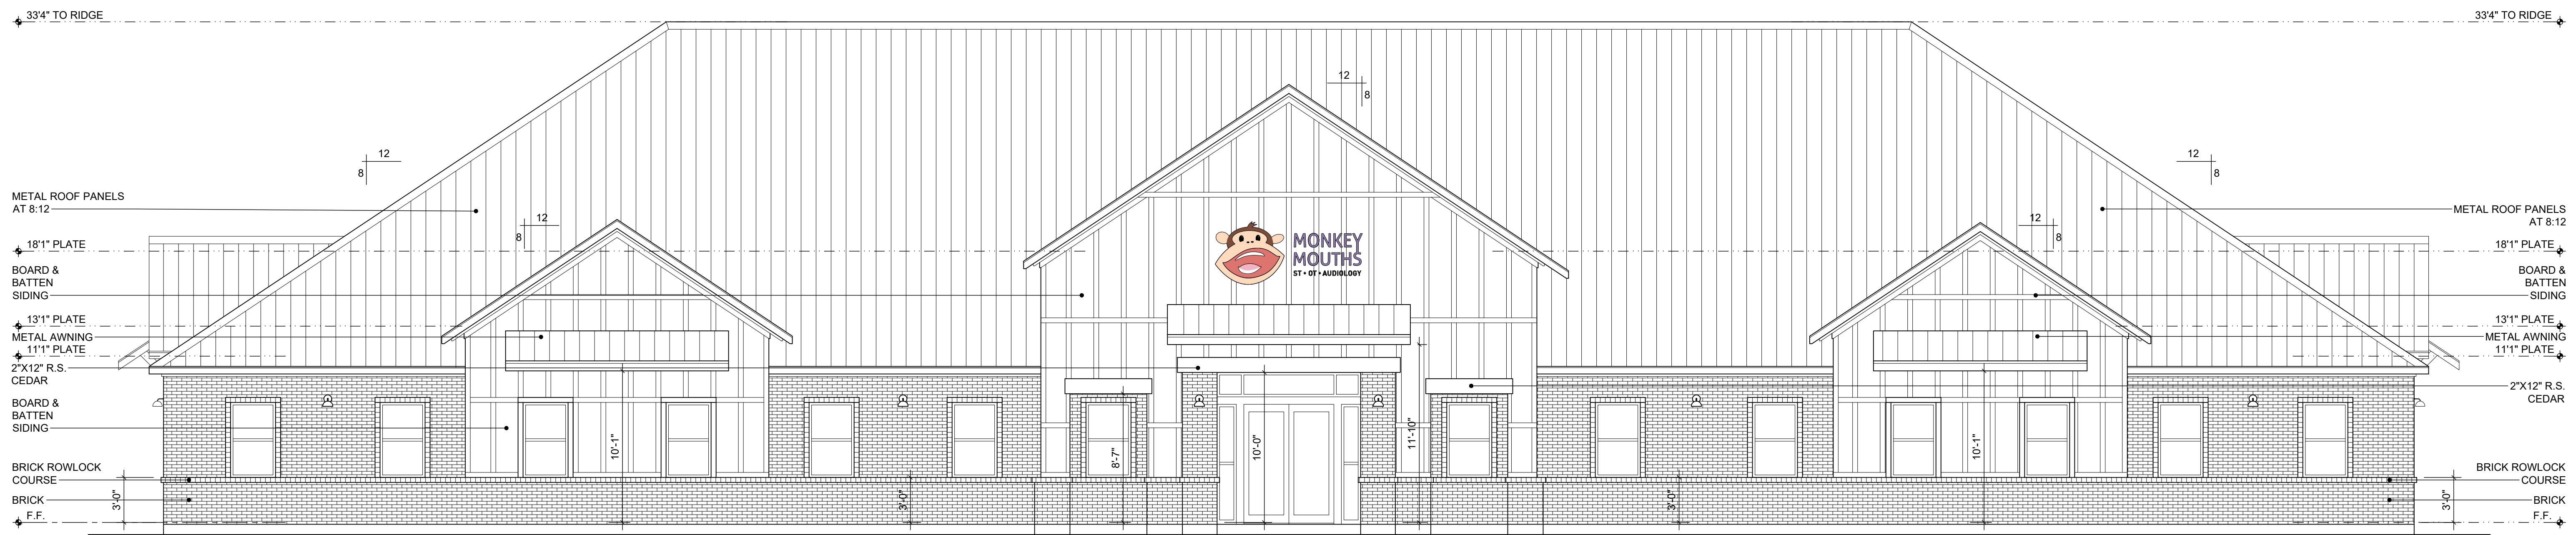 33'4" TO RIDGE
33'4" TO RIDGE
12
8
12
8
12
8
METAL ROOF PANELS
AT 8:12
METAL ROOF PANELS
AT 8:12
12
8
12
8
18'1" PLATE
18'1" PLATE
MONKEY
MOUTHS
ST • OT • AUDIOLOGY
BOARD &
BATTEN
SIDING
BOARD &
BATTEN
SIDING
13'1" PLATE
13'1" PLATE
METAL AWNING
METAL AWNING
11'1" PLATE
11'1" PLATE
2"X12" R.S.
CEDAR
2"X12" R.S.
CEDAR
BOARD &
BATTEN
SIDING
10'-1"
8'-7"
10'-0"
11'-10"
10'-1"
BRICK ROWLOCK
COURSE
BRICK ROWLOCK
COURSE
BRICK
BRICK
3'-0"
3'-0"
3'-0"
3'-0"
F.F.
F.F.